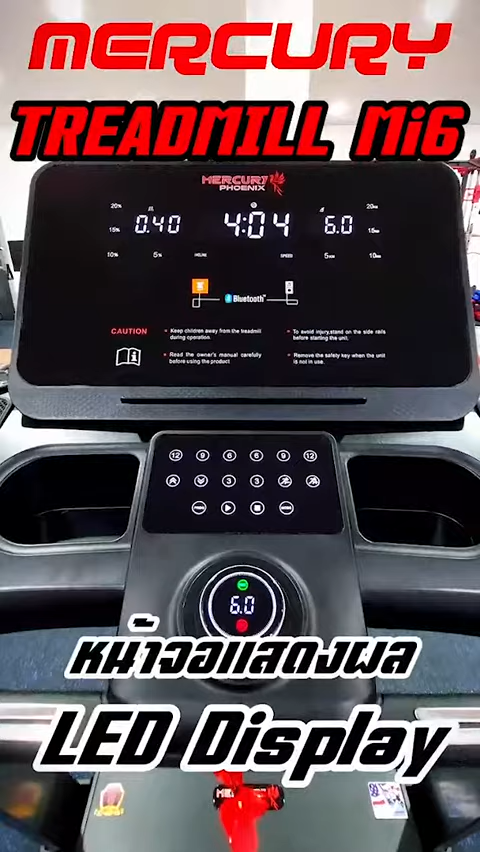 MERCURY
TREADMILL Mi6
MERCURY
PHOENIX
20% 0.40 4:04 6.0 20km
15% 15km
10% 5% INCLINE SPEED 5km 10km
Bluetooth
CAUTION
• Keep children away from the treadmill during operation.
• To avoid injury,stand on the side rails before starting the unit.
• Read the owner's manual carefully before using the product
• Remove the safety key when the unit is not in use.
12 9 6 6 9 12
3 3
6.0
หน้าจอแสดงผล
LED Display